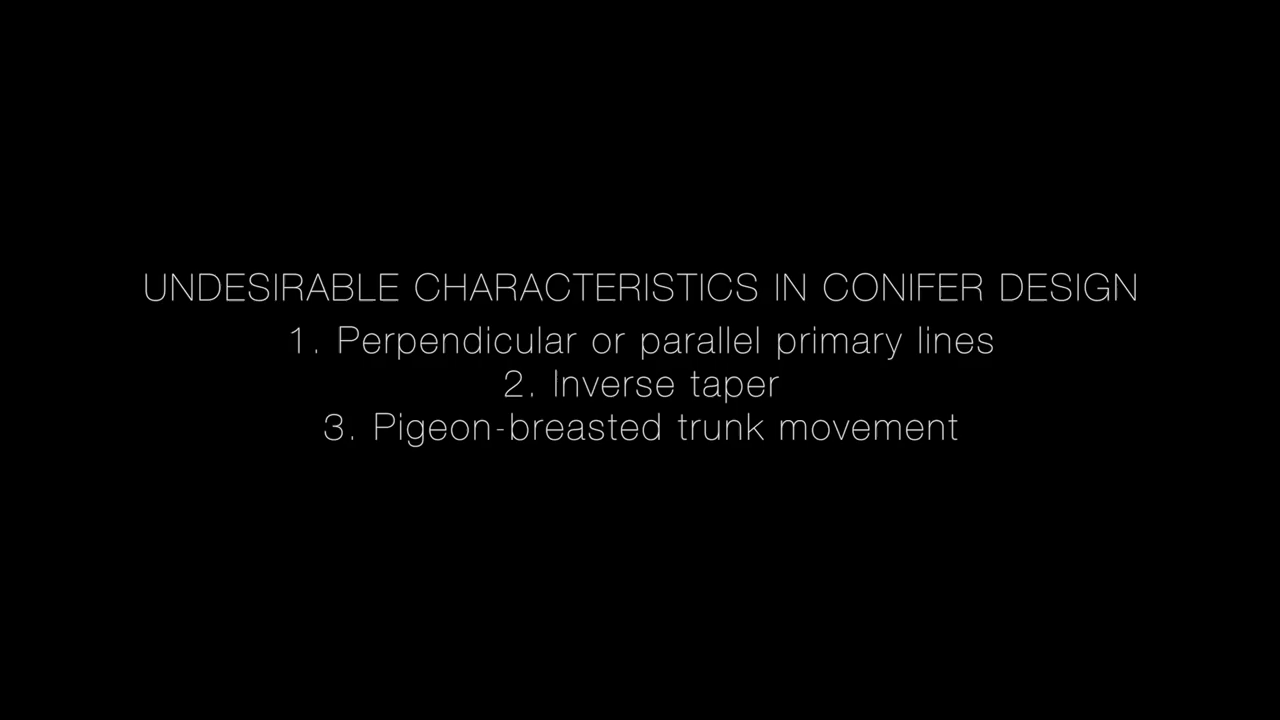 UNDESIRABLE CHARACTERISTICS IN CONIFER DESIGN
1. Perpendicular or parallel primary lines
2. Inverse taper
3. Pigeon-breasted trunk movement